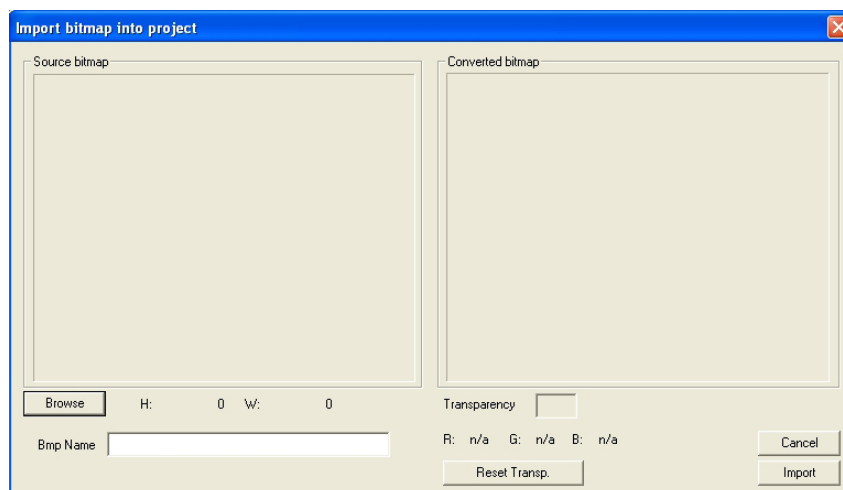 Import bitmap into project
Source bitmap
Converted bitmap
Browse H: 0 W: 0
Transparency
Bmp Name
R: n/a G: n/a B: n/a
Cancel
Reset Transp.
Import